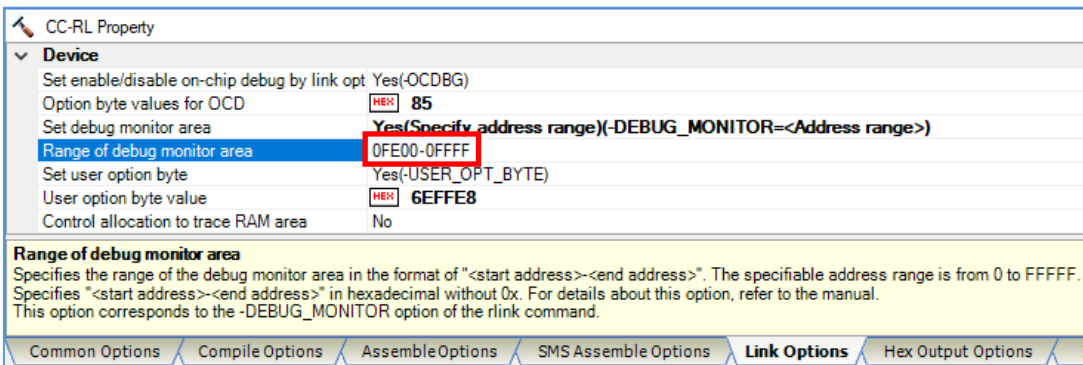 CC-RL Property
Device
Set enable/disable on-chip debug by link opt Yes(-OCDBG)
Option byte values for OCD HEX 85
Set debug monitor area Yes(Specify address range)(-DEBUG_MONITOR=<Address range>)
Range of debug monitor area 0FE00-0FFFF
Set user option byte Yes(-USER_OPT_BYTE)
User option byte value HEX 6EFFE8
Control allocation to trace RAM area No
Range of debug monitor area
Specifies the range of the debug monitor area in the format of "<start address>-<end address>". The specifiable address range is from 0 to FFFFF.
Specifies "<start address>-<end address>" in hexadecimal without 0x. For details about this option, refer to the manual.
This option corresponds to the -DEBUG_MONITOR option of the rlink command.
Common Options Compile Options Assemble Options SMS Assemble Options Link Options Hex Output Options